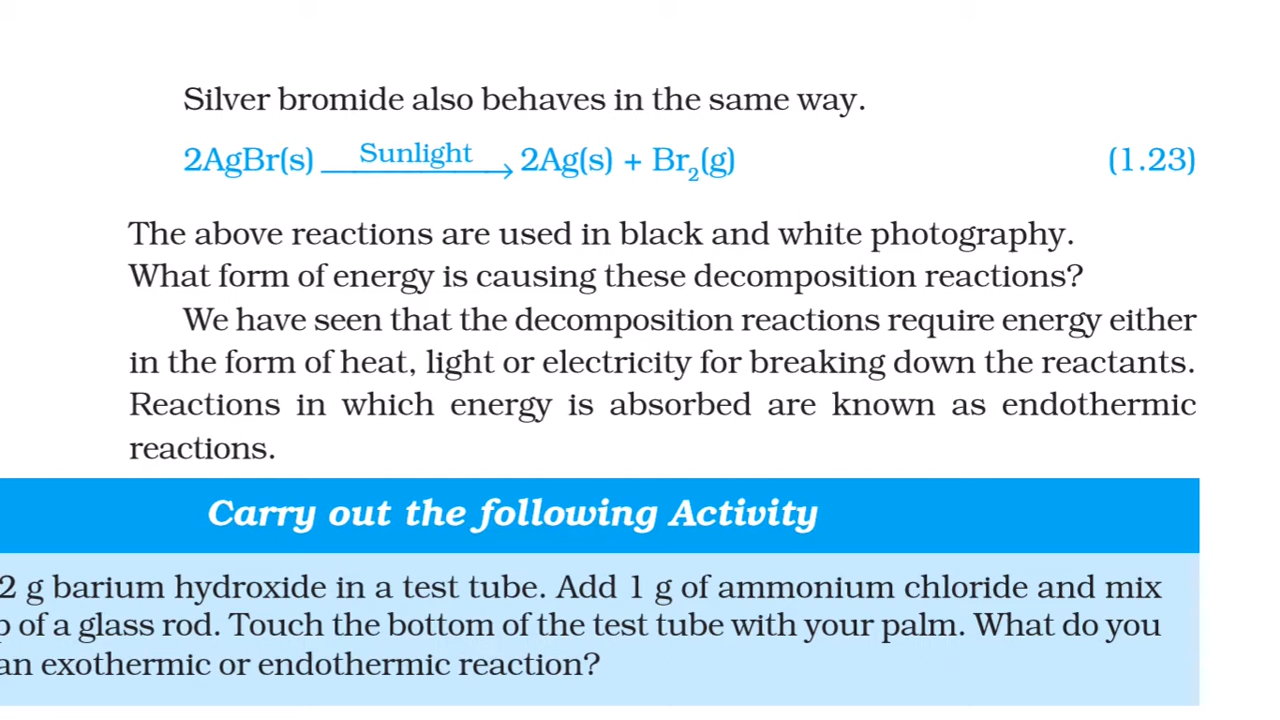 Silver bromide also behaves in the same way.
2AgBr(s) Sunlight → 2Ag(s) + Br₂(g) (1.23)
The above reactions are used in black and white photography.
What form of energy is causing these decomposition reactions?
We have seen that the decomposition reactions require energy either
in the form of heat, light or electricity for breaking down the reactants.
Reactions in which energy is absorbed are known as endothermic
reactions.
Carry out the following Activity
2 g barium hydroxide in a test tube. Add 1 g of ammonium chloride and mix
of a glass rod. Touch the bottom of the test tube with your palm. What do you
an exothermic or endothermic reaction?